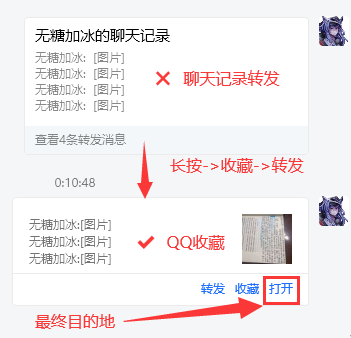 无糖加冰的聊天记录
无糖加冰: [图片]
无糖加冰: [图片]
无糖加冰: [图片]
无糖加冰: [图片]
聊天记录转发
查看4条转发消息
长按->收藏->转发
0:10:48
无糖加冰:[图片]
无糖加冰:[图片]
无糖加冰:[图片]
QQ收藏
转发 收藏 打开
最终目的地